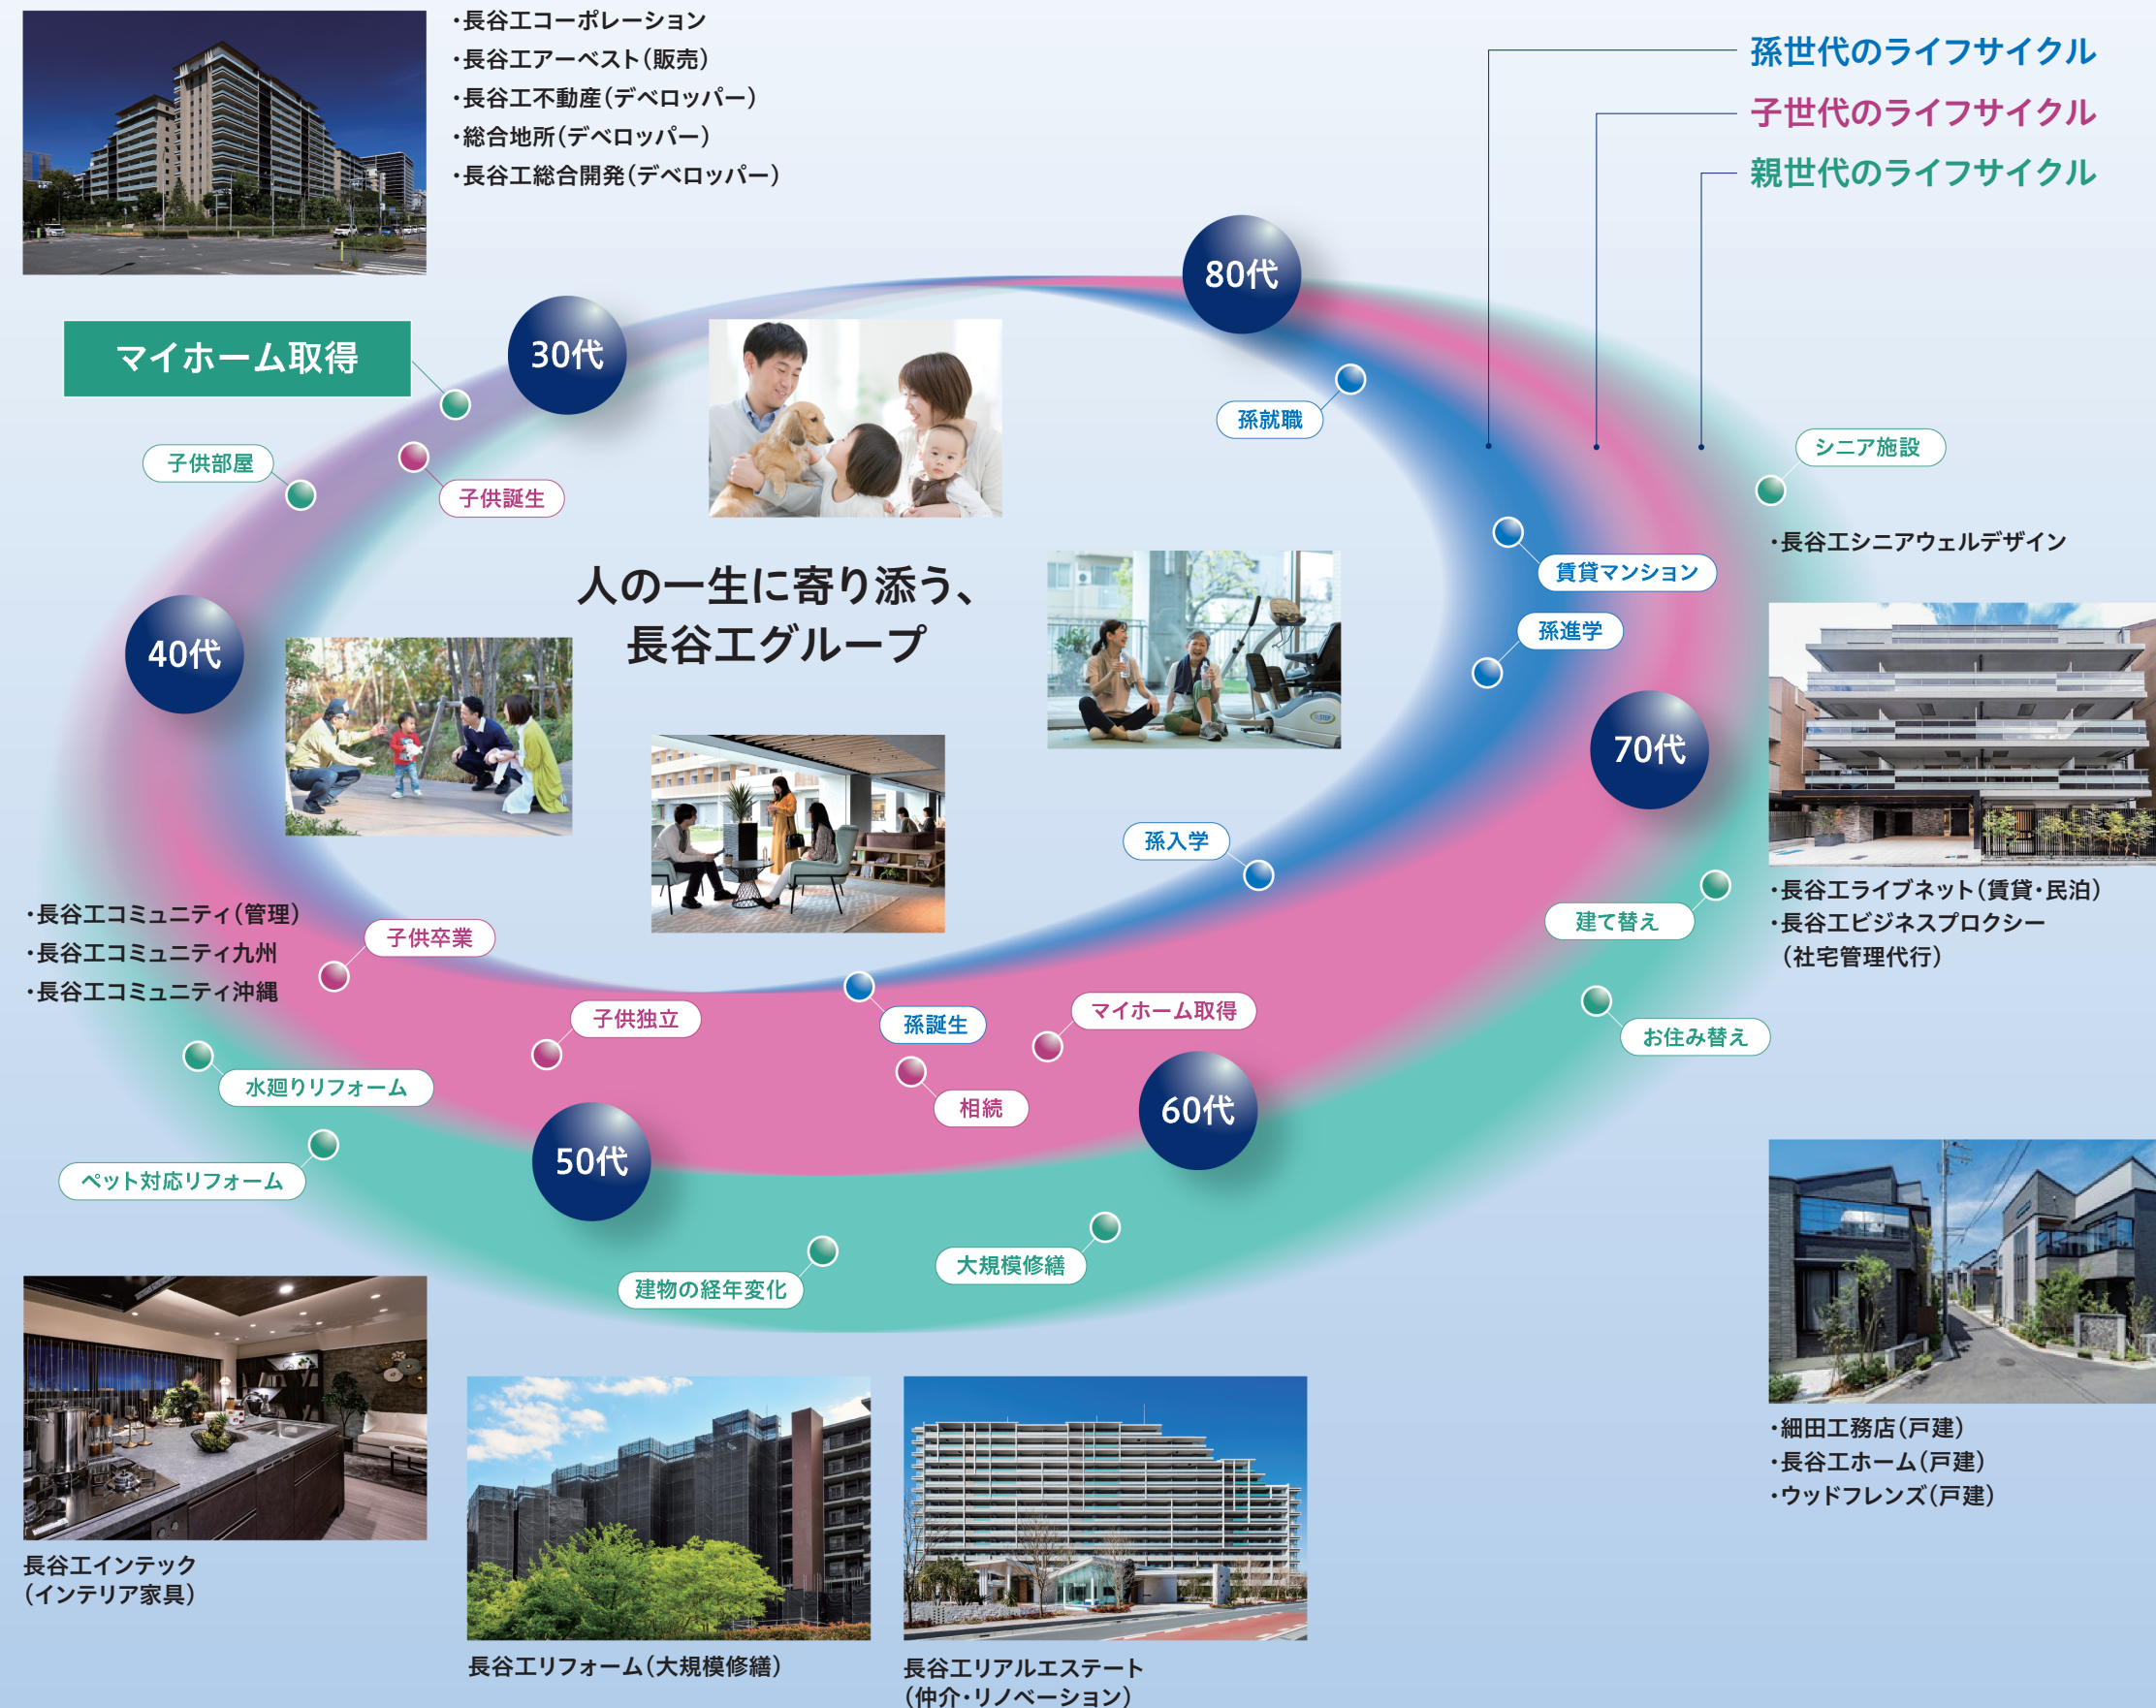 ・長谷工コーポレーション
・長谷工アーベスト(販売)
・長谷工不動産(デベロッパー)
・総合地所(デベロッパー)
・長谷工総合開発(デベロッパー)
孫世代のライフサイクル
子世代のライフサイクル
親世代のライフサイクル
80代
30代
マイホーム取得
孫就職
シニア施設
子供部屋
子供誕生
・長谷工シニアウェルデザイン
人の一生に寄り添う、
長谷工グループ
賃貸マンション
孫進学
40代
70代
孫入学
・長谷工ライブネット(賃貸・民泊)
・長谷工ビジネスプロクシー
(社宅管理代行)
建て替え
・長谷工コミュニティ(管理)
・長谷工コミュニティ九州
・長谷工コミュニティ沖縄
子供卒業
子供独立
孫誕生
マイホーム取得
お住み替え
水廻りリフォーム
相続
60代
50代
ペット対応リフォーム
建物の経年変化
大規模修繕
・細田工務店(戸建)
・長谷工ホーム(戸建)
・ウッドフレンズ(戸建)
長谷工インテック
(インテリア家具)
長谷工リフォーム(大規模修繕)
長谷工リアルエステート
(仲介・リノベーション)